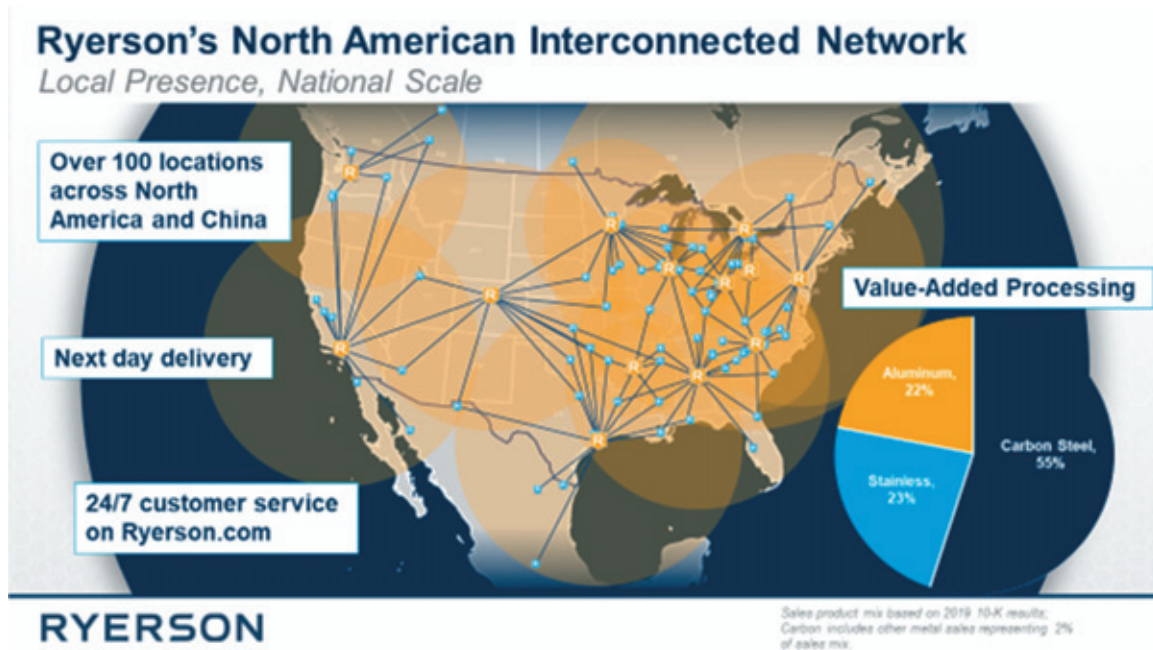 Ryerson's North American Interconnected Network
Local Presence, National Scale
Over 100 locations
across North
America and China
Next day delivery
24/7 customer service
on Ryerson.com
Value-Added Processing
Aluminum,
22%
Carbon Steel,
55%
Stainless,
23%
R
R
R
R
R
R
R
R
R
R
R
R
R
RYERSON
Sales product mix based on 2019 10-K results;
Carbon includes other metal sales representing 2%
of sales mix.